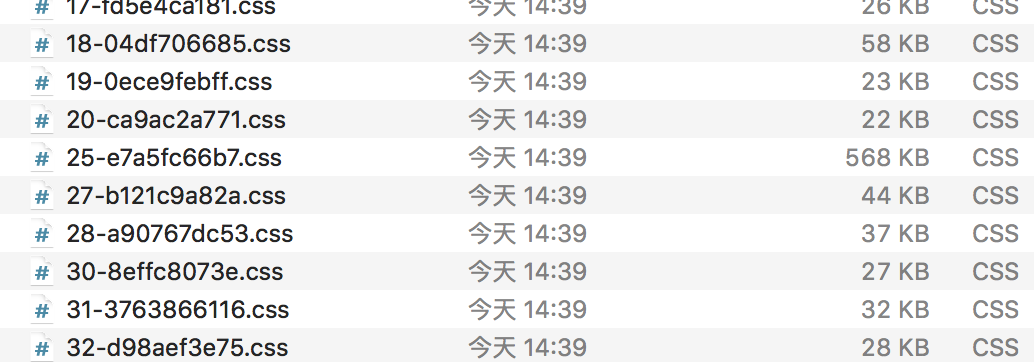 17-fd5e4ca181.css 今天 14:39 26 KB CSS
# 18-04df706685.css 今天 14:39 58 KB CSS
# 19-0ece9febff.css 今天 14:39 23 KB CSS
# 20-ca9ac2a771.css 今天 14:39 22 KB CSS
# 25-e7a5fc66b7.css 今天 14:39 568 KB CSS
# 27-b121c9a82a.css 今天 14:39 44 KB CSS
# 28-a90767dc53.css 今天 14:39 37 KB CSS
# 30-8effc8073e.css 今天 14:39 27 KB CSS
# 31-3763866116.css 今天 14:39 32 KB CSS
# 32-d98aef3e75.css 今天 14:39 28 KB CSS